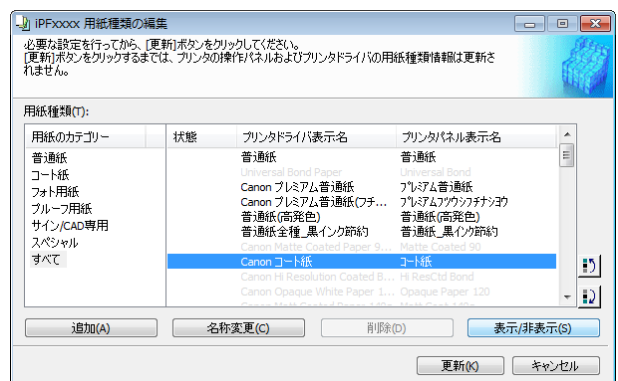 iPFxxxx 用紙種類の編集
必要な設定を行ってから、[更新]ボタンをクリックしてください。
[更新]ボタンをクリックするまでは、プリンタの操作パネルおよびプリンタドライバの用紙種類情報は更新さ
れません。
用紙種類(T):
用紙のカテゴリー 状態 プリンタドライバ表示名 プリンタパネル表示名
普通紙
コート紙
フォト用紙
プルーフ用紙
サイン/CAD専用
スペシャル
すべて
普通紙 普通紙
Universal Bond Paper Universal Bond
Canon プレミアム普通紙 プレミアム普通紙
Canon プレミアム普通紙(フチ... プレミアムフツウシフチナシヨウ
普通紙(高発色) 普通紙(高発色)
普通紙全種_黒インク節約 普通紙_黒インク節約
Canon Matte Coated Paper 9... Matte Coated 90
Canon コート紙 コート紙
Canon Hi Resolution Coated B... Hi ResCtd Bond
Canon Opaque White Paper 1... Opaque Paper 120
追加(A) 名称変更(C) 削除(D) 表示/非表示(S)
更新(K) キャンセル